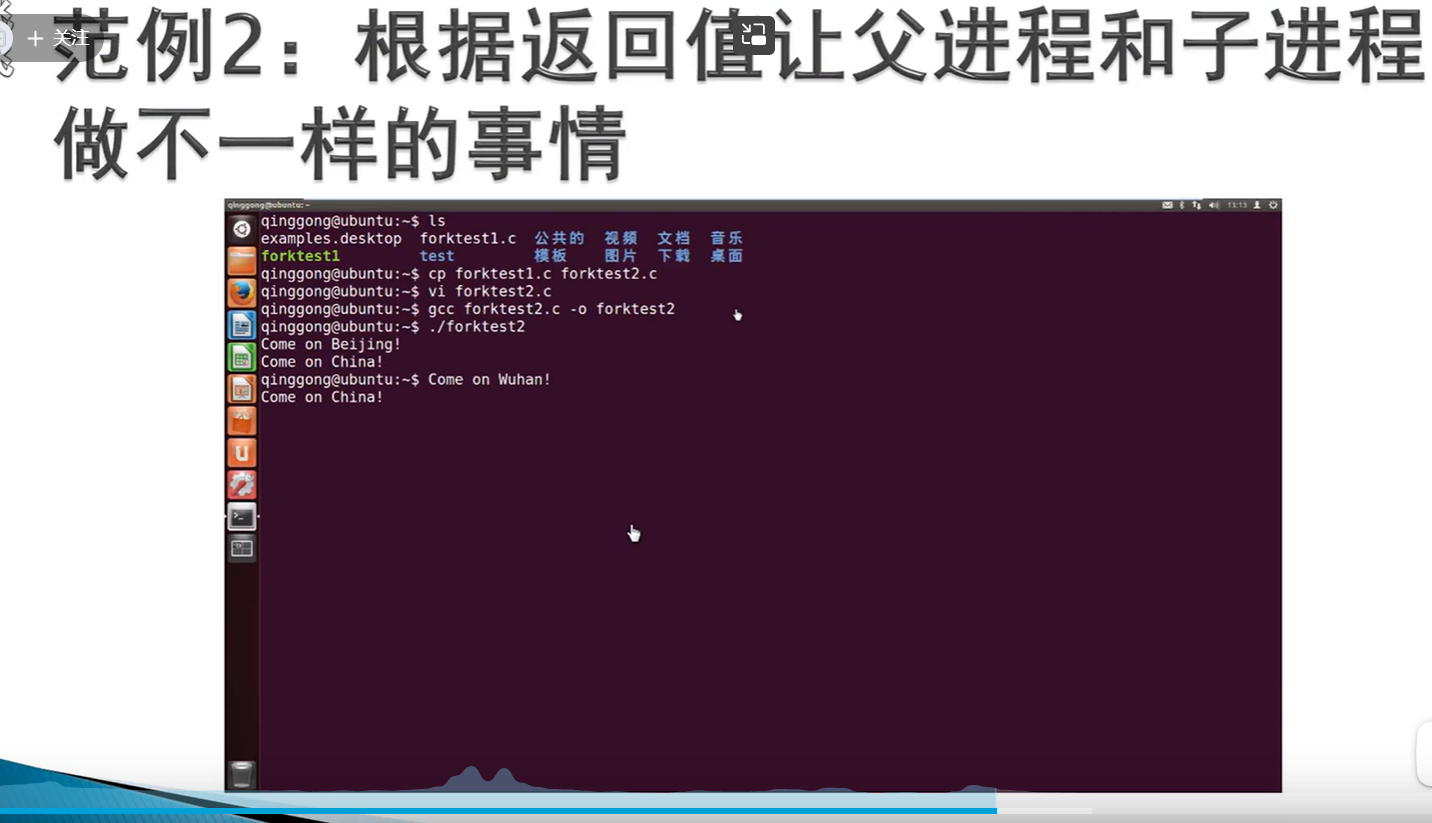 范例2：根据返回值让父进程和子进程
+ 关注
做不一样的事情
qinggong@ubuntu: ~
13:13
qinggong@ubuntu:~$ ls
examples.desktop forktest1.c 公共的 视频 文档 音乐
forktest1 test 模板 图片 下载 桌面
qinggong@ubuntu:~$ cp forktest1.c forktest2.c
qinggong@ubuntu:~$ vi forktest2.c
qinggong@ubuntu:~$ gcc forktest2.c -o forktest2
qinggong@ubuntu:~$ ./forktest2
Come on Beijing!
Come on China!
qinggong@ubuntu:~$ Come on Wuhan!
Come on China!